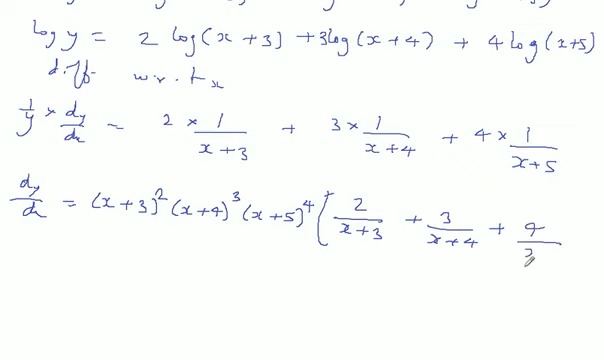 log y = 2 log(x+3) + 3log(x+4) + 4 log(x+5)
diff w.r.t x
1/y × dy/dx = 2 × 1/(x+3) + 3 × 1/(x+4) + 4 × 1/(x+5)
dy/dx = (x+3)² (x+4)³ (x+5)⁴ ( 2/(x+3) + 3/(x+4) + 4/